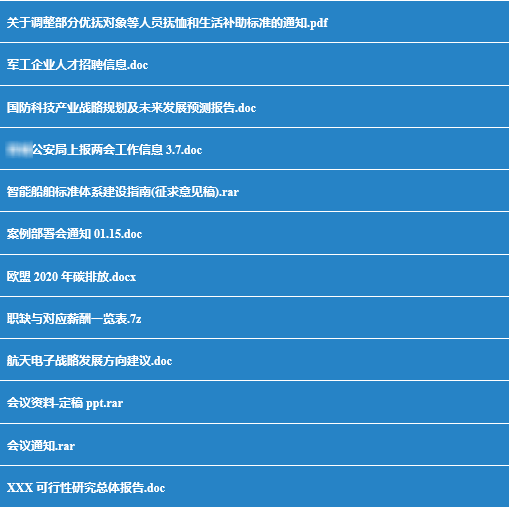 关于调整部分优抚对象等人员抚恤和生活补助标准的通知.pdf
军工企业人才招聘信息.doc
国防科技产业战略规划及未来发展预测报告.doc
公安局上报两会工作信息 3.7.doc
智能船舶标准体系建设指南(征求意见稿).rar
案例部署会通知 01.15.doc
欧盟 2020 年碳排放.docx
职缺与对应薪酬一览表.7z
航天电子战略发展方向建议.doc
会议资料-定稿 ppt.rar
会议通知.rar
XXX 可行性研究总体报告.doc